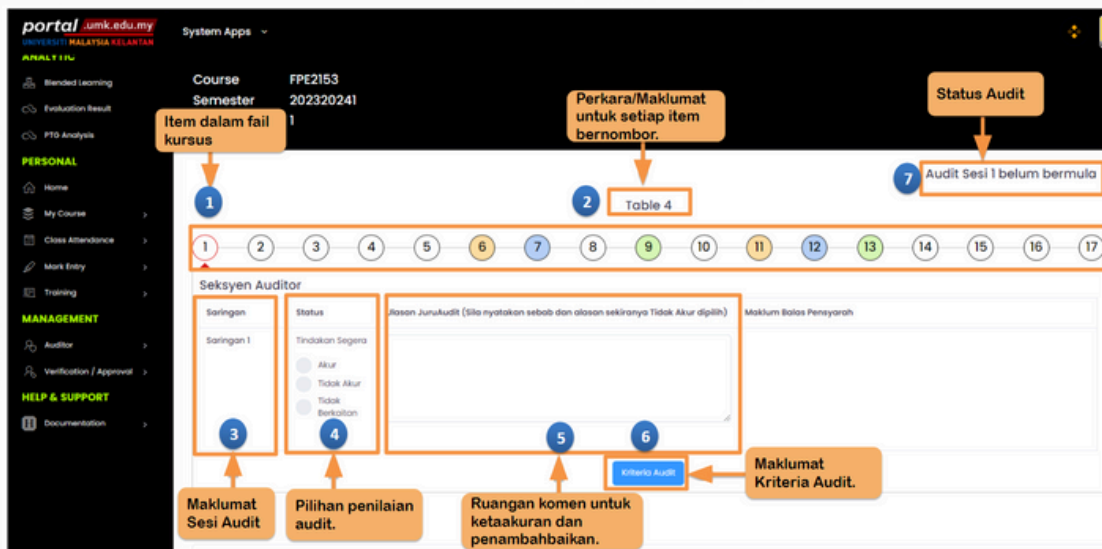 portal .umk.edu.my
UNIVERSITI MALAYSIA KELANTAN
System Apps
ANALYTIC
Blended Learning
Evaluation Result
PTG Analysis
PERSONAL
Home
My Course
Class Attendance
Mark Entry
Training
MANAGEMENT
Auditor
Verification / Approval
HELP & SUPPORT
Documentation
Course FPE2153
Semester 202320241
1
Item dalam fail
kursus
Perkara/Maklumat
untuk setiap item
bernombor.
Status Audit
1
2
7
Audit Sesi 1 belum bermula
Table 4
1 2 3 4 5 6 7 8 9 10 11 12 13 14 15 16 17
Seksyen Auditor
Saringan
Status
Ulasan JuruAudit (Sila nyatakan sebab dan alasan sekiranya Tidak Akur dipilih)
Maklum Balas Pensyarah
Saringan 1
Tindakan Segera
Akur
Tidak Akur
Tidak
Berkaitan
3
4
5
6
Kriteria Audit
Maklumat
Sesi Audit
Pilihan penilaian
audit.
Ruangan komen untuk
ketaakuran dan
penambahbaikan.
Maklumat
Kriteria Audit.